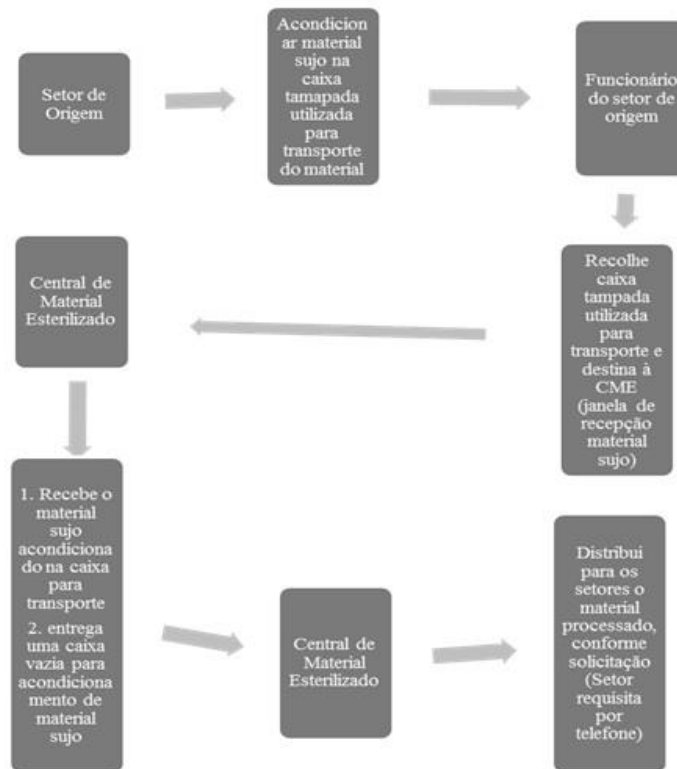 Setor de
Origem
Acondicion
ar material
sujo na
caixa
tamapada
utilizada
para
transporte
do material
Funcionário
do setor de
origem
Recolhe
caixa
tampada
utilizada
para
transporte e
destina à
CME
(janela de
recepção
material
sujo)
Central de
Material
Esterilizado
1. Recebe o
material
sujo
acondiciona
do na caixa
para
transporte
2. entrega
uma caixa
vazia para
acondiciona
mento de
material
sujo
Central de
Material
Esterilizado
Distribui
para os
setores o
material
processado,
conforme
solicitação
(Setor
requisita
por
telefone)